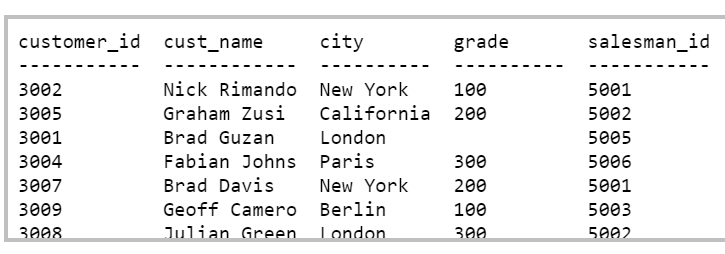 customer_id  cust_name     city        grade       salesman_id
-----------  ------------  ----------  ----------  -----------
3002         Nick Rimando  New York    100         5001
3005         Graham Zusi   California  200         5002
3001         Brad Guzan    London                  5005
3004         Fabian Johns  Paris       300         5006
3007         Brad Davis    New York    200         5001
3009         Geoff Camero  Berlin      100         5003
3008         Julian Green  London      300         5002